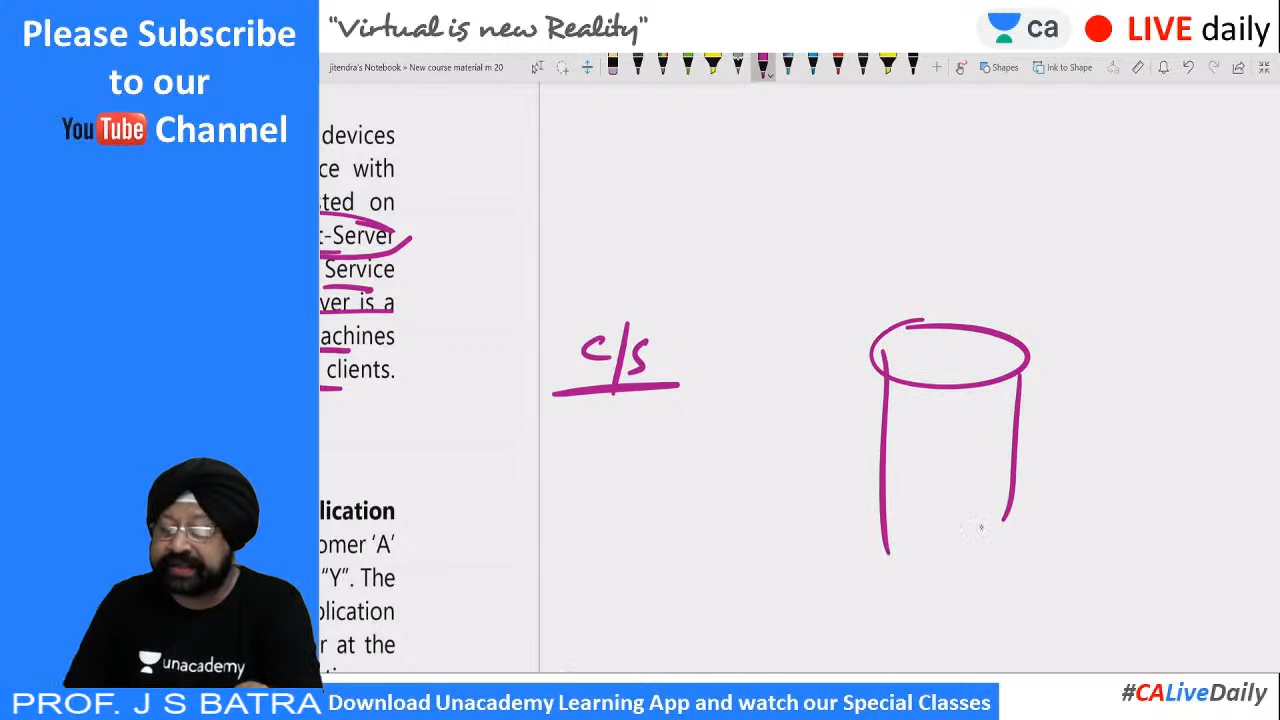 Please Subscribe
to our
YouTube Channel
"Virtual is new Reality"
ca
LIVE daily
jitendra's Notebook » New course material m 20
Shapes
Ink to Shape
devices
ce with
sted on
t-Server
Service
ver is a
achines
clients.
c/s
lication
omer 'A'
"Y". The
plication
r at the
unacademy
PROF. J S BATRA
Download Unacademy Learning App and watch our Special Classes
#CALiveDaily